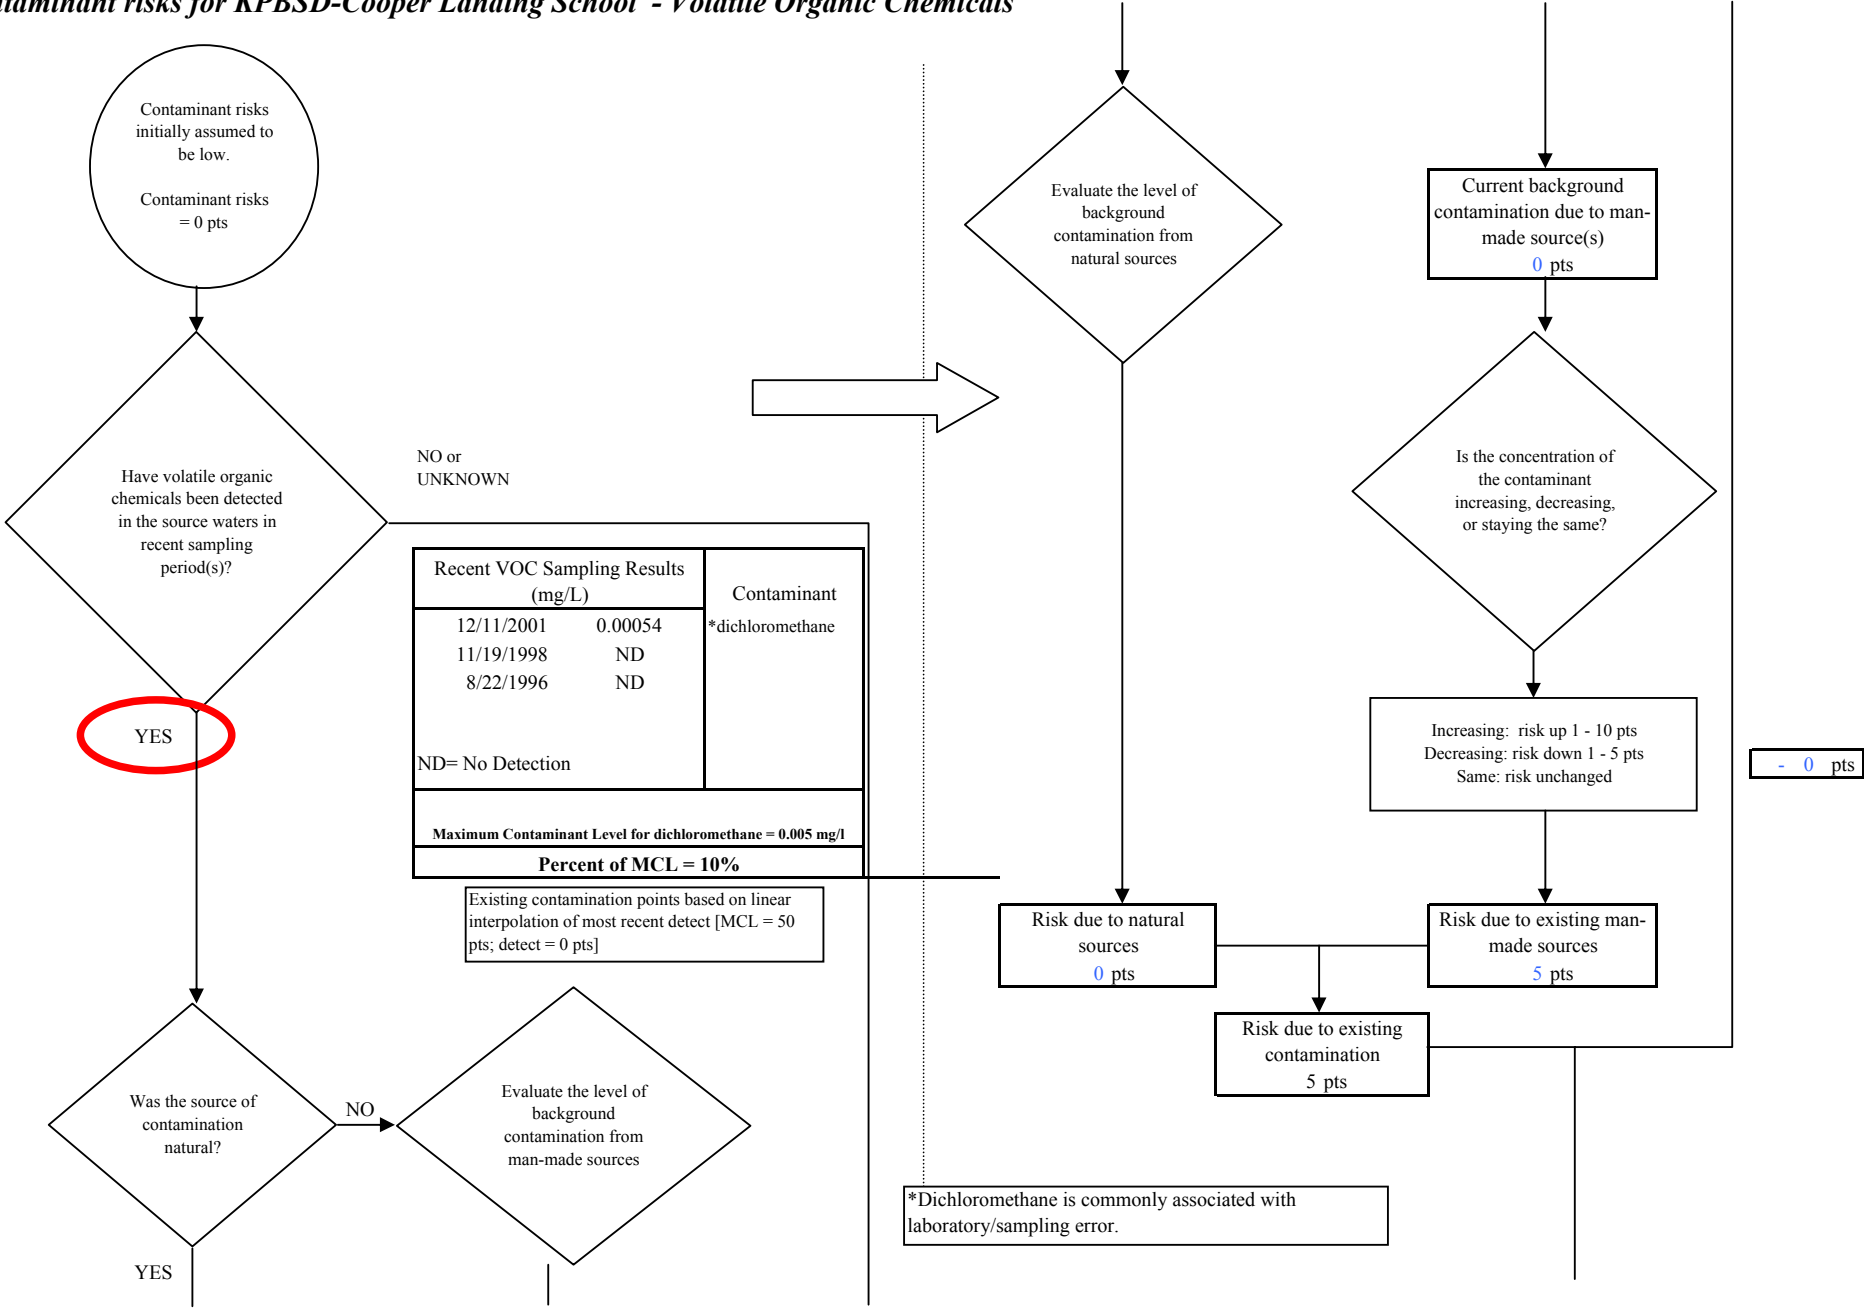 taminant risks for KPBSD-Cooper Landing School - Volatile Organic Chemicals
Contaminant risks
initially assumed to
be low.
Contaminant risks
= 0 pts
Have volatile organic
chemicals been detected
in the source waters in
recent sampling
period(s)?
NO or
UNKNOWN
YES
Recent VOC Sampling Results
(mg/L)
Contaminant
12/11/2001 0.00054 *dichloromethane
11/19/1998 ND
8/22/1996 ND
ND= No Detection
Maximum Contaminant Level for dichloromethane = 0.005 mg/l
Percent of MCL = 10%
Existing contamination points based on linear
interpolation of most recent detect [MCL = 50
pts; detect = 0 pts]
Was the source of
contamination
natural?
NO
YES
Evaluate the level of
background
contamination from
man-made sources
Evaluate the level of
background
contamination from
natural sources
Current background
contamination due to man-
made source(s)
0 pts
Is the concentration of
the contaminant
increasing, decreasing,
or staying the same?
Increasing: risk up 1 - 10 pts
Decreasing: risk down 1 - 5 pts
Same: risk unchanged
- 0 pts
Risk due to natural
sources
0 pts
Risk due to existing man-
made sources
5 pts
Risk due to existing
contamination
5 pts
*Dichloromethane is commonly associated with
laboratory/sampling error.